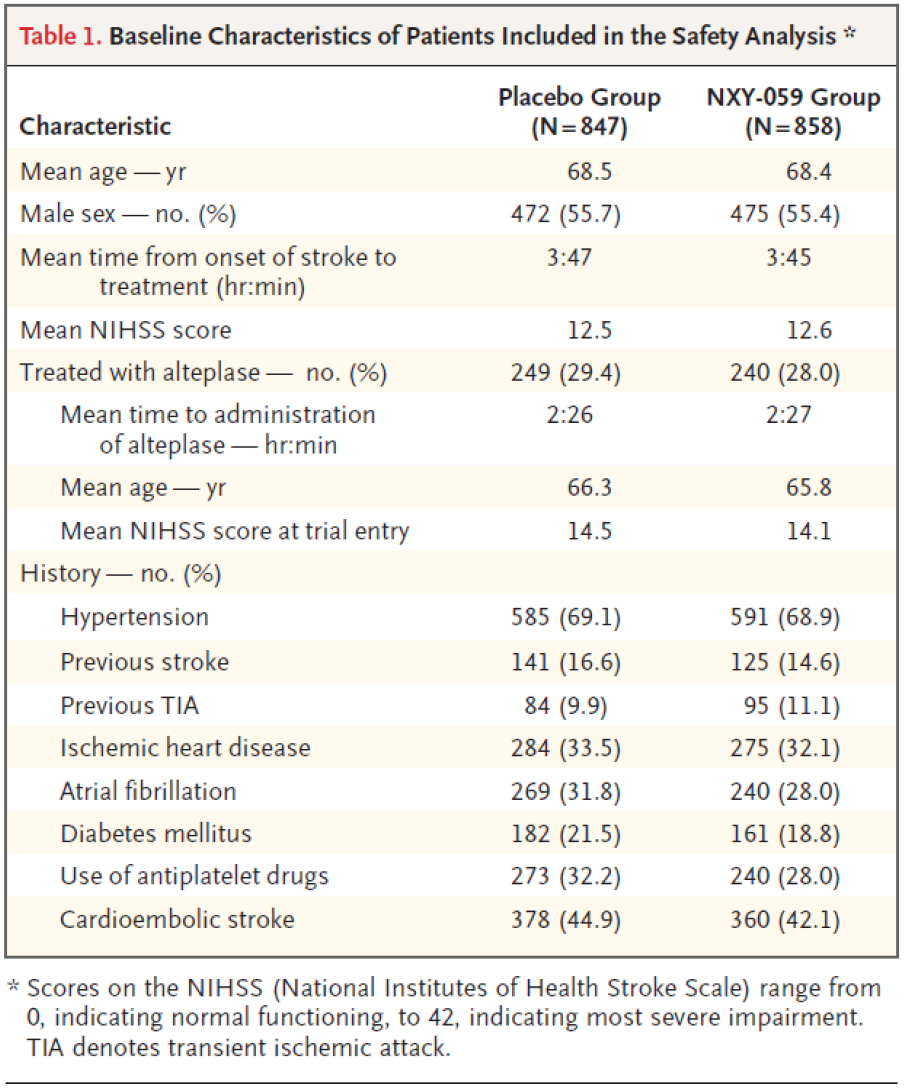 Table 1. Baseline Characteristics of Patients Included in the Safety Analysis *
Characteristic Placebo Group (N=847) NXY-059 Group (N=858)
Mean age — yr 68.5 68.4
Male sex — no. (%) 472 (55.7) 475 (55.4)
Mean time from onset of stroke to treatment (hr:min) 3:47 3:45
Mean NIHSS score 12.5 12.6
Treated with alteplase — no. (%) 249 (29.4) 240 (28.0)
Mean time to administration of alteplase — hr:min 2:26 2:27
Mean age — yr 66.3 65.8
Mean NIHSS score at trial entry 14.5 14.1
History — no. (%)
Hypertension 585 (69.1) 591 (68.9)
Previous stroke 141 (16.6) 125 (14.6)
Previous TIA 84 (9.9) 95 (11.1)
Ischemic heart disease 284 (33.5) 275 (32.1)
Atrial fibrillation 269 (31.8) 240 (28.0)
Diabetes mellitus 182 (21.5) 161 (18.8)
Use of antiplatelet drugs 273 (32.2) 240 (28.0)
Cardioembolic stroke 378 (44.9) 360 (42.1)
* Scores on the NIHSS (National Institutes of Health Stroke Scale) range from
0, indicating normal functioning, to 42, indicating most severe impairment.
TIA denotes transient ischemic attack.